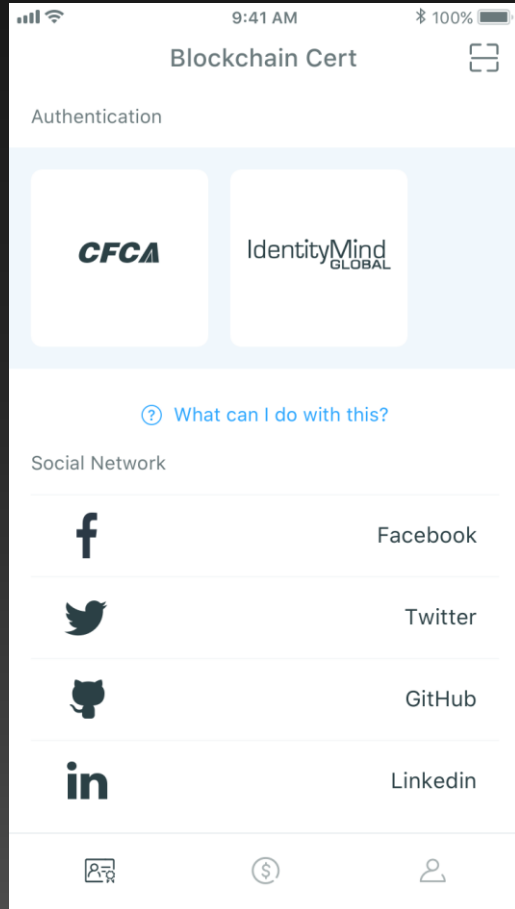 9:41 AM
100%
Blockchain Cert
Authentication
CFCA
IdentityMind
GLOBAL
? What can I do with this?
Social Network
f Facebook
Twitter
GitHub
in Linkedin
$